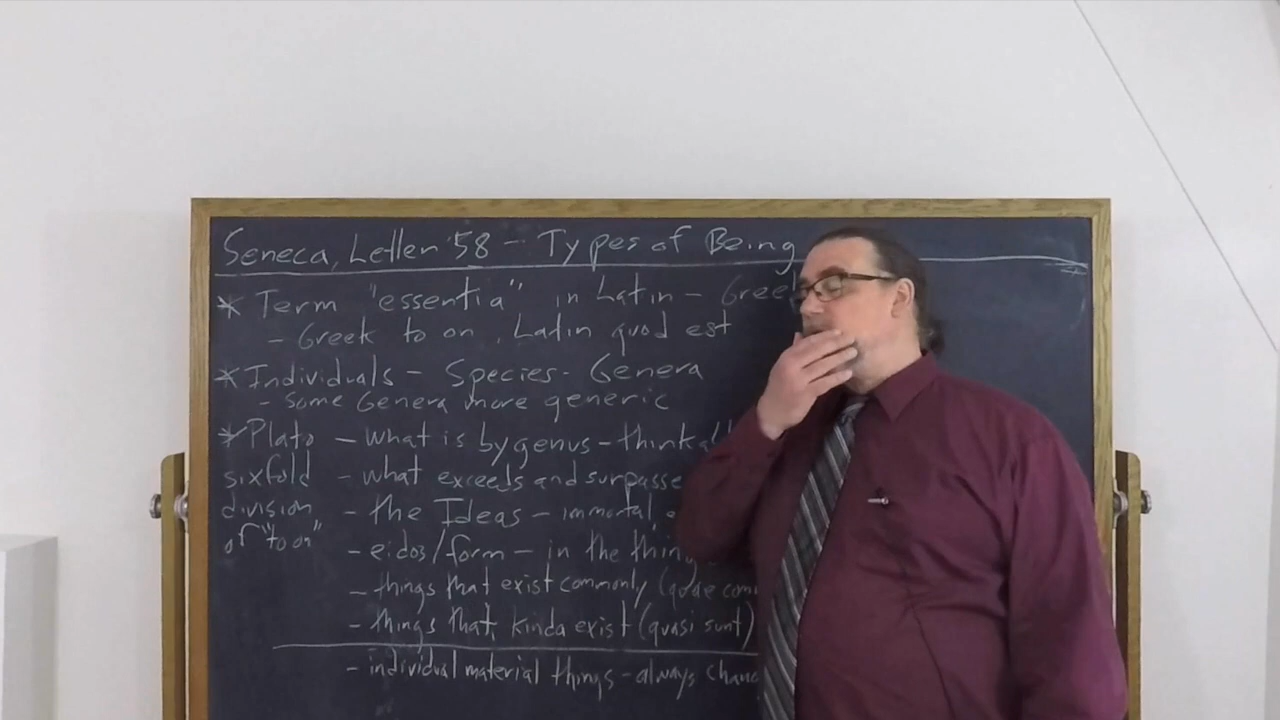 Seneca, Letter 58 - Types of Being
* Term "essentia" in Latin - Greek
- Greek to on, Latin quod est
* Individuals - Species - Genera
- Some Genera more generic
* Plato - what is by genus - thinkabl
sixfold - what exceeds and surpasse
division - the Ideas - immortal,
of "to on" - eidos/form - in the thing
- things that exist commonly (quae com
- things that kinda exist (quasi sunt)
- individual material things - always chang